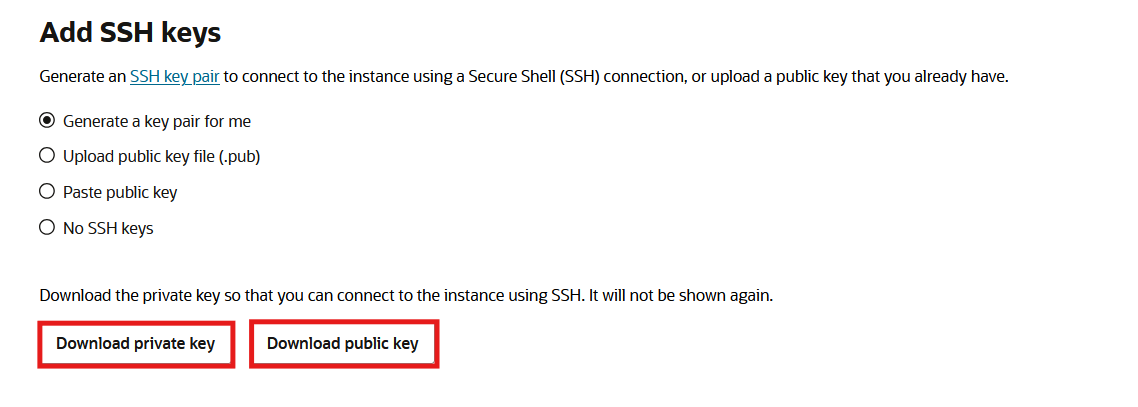 Add SSH keys
Generate an SSH key pair to connect to the instance using a Secure Shell (SSH) connection, or upload a public key that you already have.
Generate a key pair for me
Upload public key file (.pub)
Paste public key
No SSH keys
Download the private key so that you can connect to the instance using SSH. It will not be shown again.
Download private key
Download public key